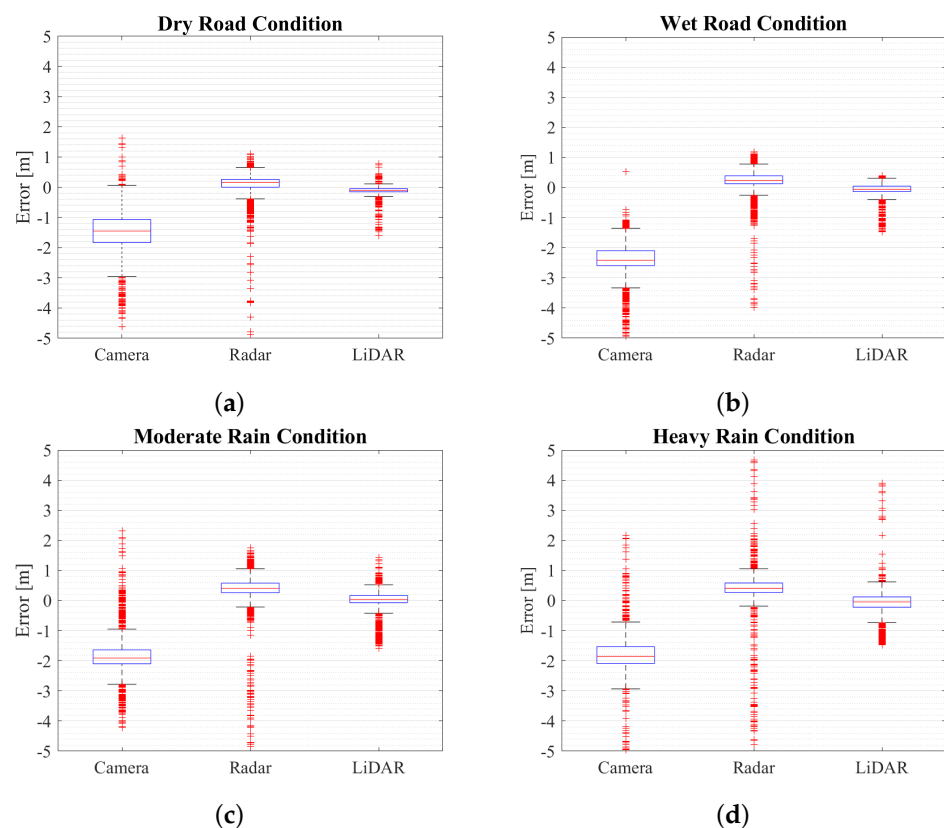 Dry Road Condition
5
4
3
2
1
0
-1
-2
-3
-4
-5
Error [m]
Camera Radar LiDAR
(a)
Wet Road Condition
5
4
3
2
1
0
-1
-2
-3
-4
-5
Error [m]
Camera Radar LiDAR
(b)
Moderate Rain Condition
5
4
3
2
1
0
-1
-2
-3
-4
-5
Error [m]
Camera Radar LiDAR
(c)
Heavy Rain Condition
5
4
3
2
1
0
-1
-2
-3
-4
-5
Error [m]
Camera Radar LiDAR
(d)